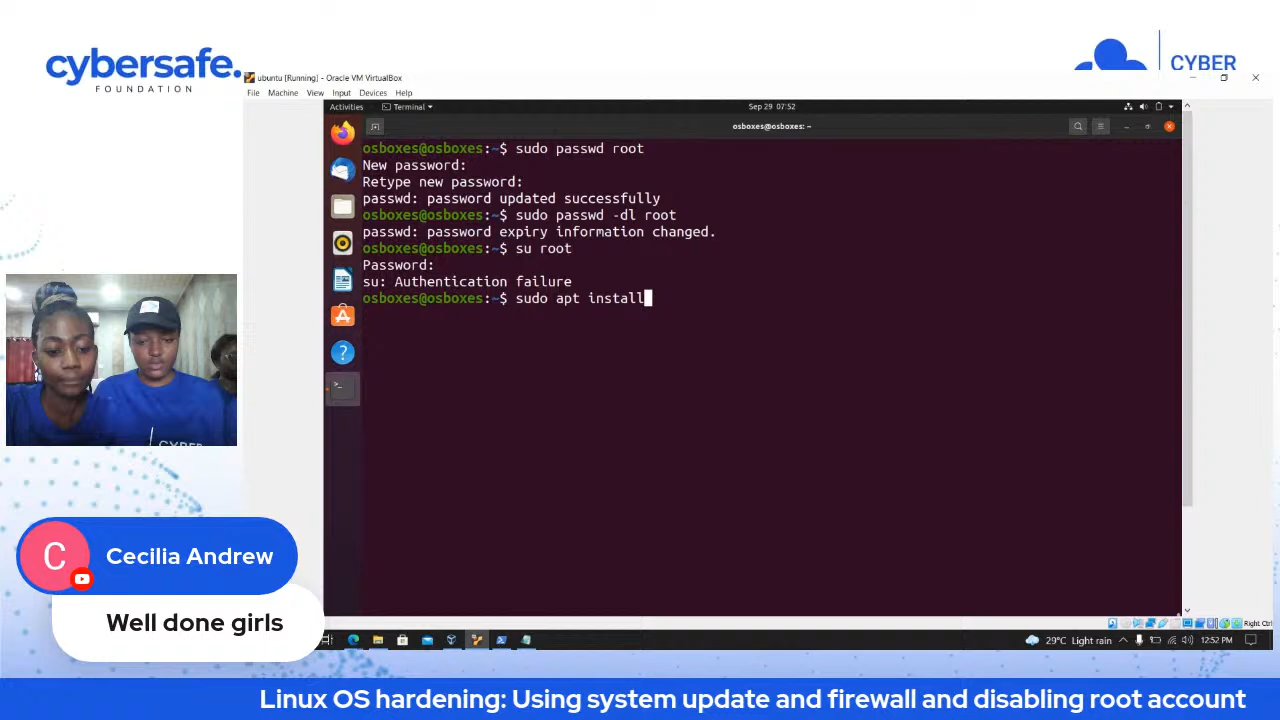 cybersafe.
FOUNDATION
CYBER
ubuntu [Running] - Oracle VM VirtualBox
File Machine View Input Devices Help
Activities
Terminal
Sep 29 07:52
osboxes@osboxes: ~
osboxes@osboxes:~$ sudo passwd root
New password:
Retype new password:
passwd: password updated successfully
osboxes@osboxes:~$ sudo passwd -dl root
passwd: password expiry information changed.
osboxes@osboxes:~$ su root
Password:
su: Authentication failure
osboxes@osboxes:~$ sudo apt install
CYBER
C
Cecilia Andrew
Well done girls
Right Ctrl
29°C Light rain
12:52 PM
Linux OS hardening: Using system update and firewall and disabling root account